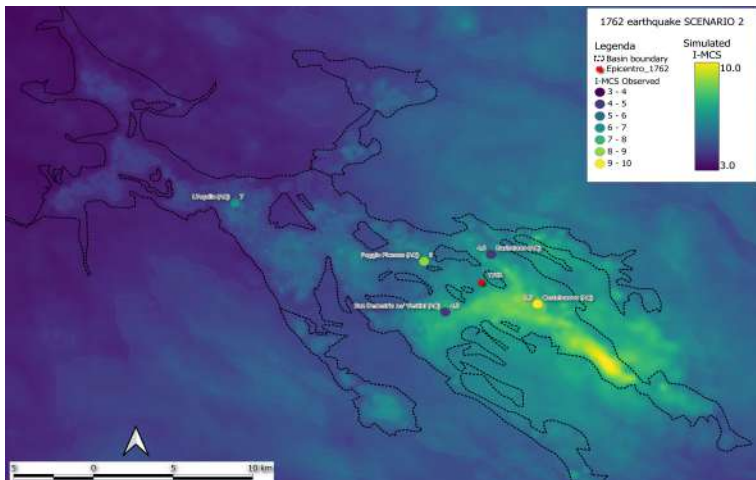 1762 earthquake SCENARIO 2
Legenda
Basin boundary
Epicentro_1762
I-MCS Observed
3 - 4
4 - 5
5 - 6
6 - 7
7 - 8
8 - 9
9 - 10
Simulated
I-MCS
10.0
3.0
L'Aquila (AQ) 7
Poggio Picenze (AQ) 8
(AQ)
1762
San Demetrio ne' Vestini (AQ)
Castelnuovo (AQ)
5 0 5 10 km